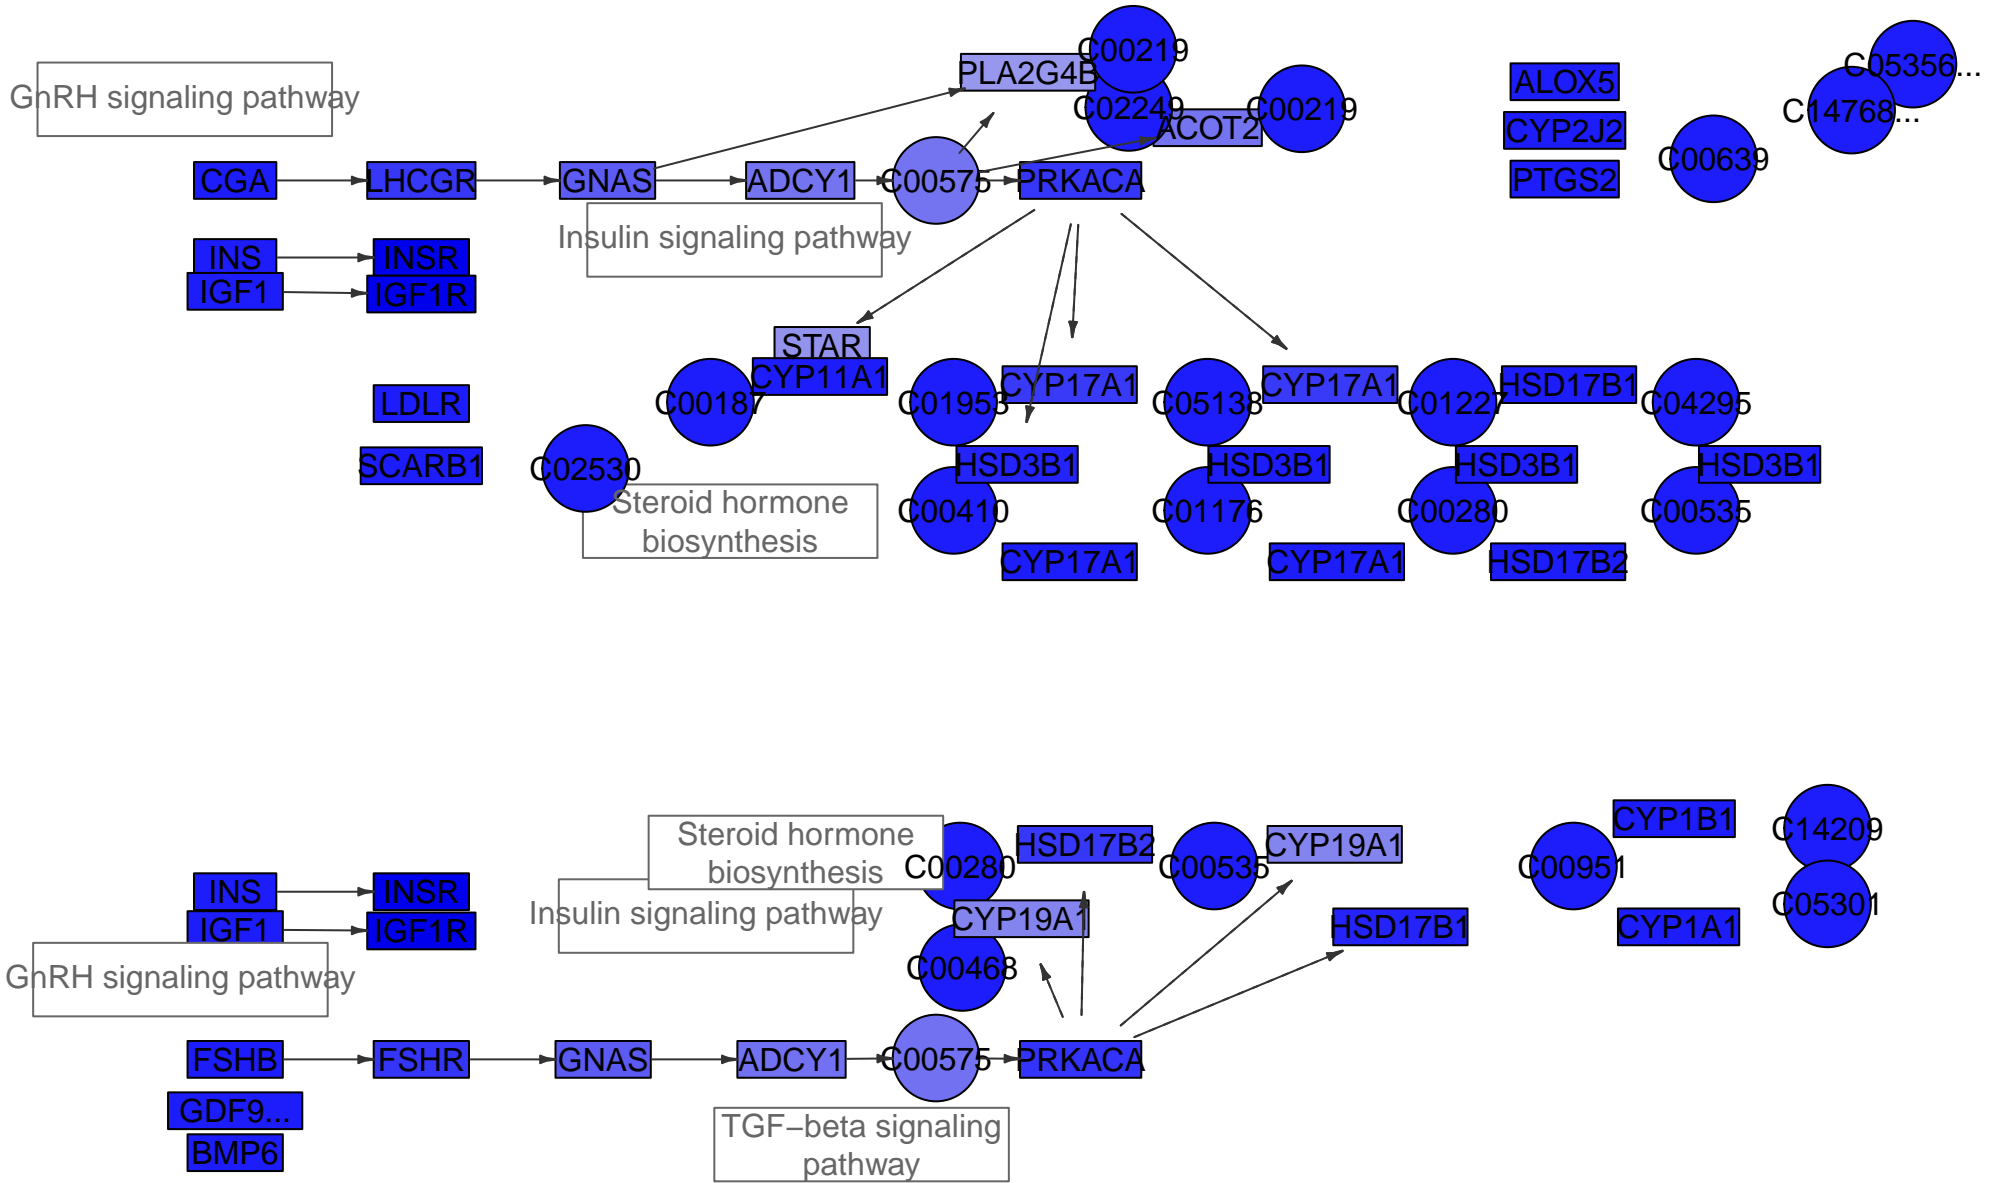 C00219
C05356...
PLA2G4B
ALOX5
GnRH signaling pathway
C02249
C00219
C14768...
ACOT2
CYP2J2
C00639
CGA
LHCGR
GNAS
ADCY1
C00575
PRKACA
PTGS2
Insulin signaling pathway
INS
INSR
IGF1
IGF1R
STAR
CYP11A1
LDLR
C00187
C01953
CYP17A1
C05138
CYP17A1
C01227
HSD17B1
C04295
SCARB1
C02530
HSD3B1
HSD3B1
HSD3B1
HSD3B1
Steroid hormone
biosynthesis
C00410
C01176
C00280
C00535
CYP17A1
CYP17A1
HSD17B2
Steroid hormone
biosynthesis
C00280
HSD17B2
C00535
CYP19A1
C00951
CYP1B1
C14209
INS
INSR
Insulin signaling pathway
CYP19A1
HSD17B1
CYP1A1
C05301
IGF1
IGF1R
GnRH signaling pathway
C00468
FSHB
FSHR
GNAS
ADCY1
C00575
PRKACA
GDF9...
BMP6
TGF−beta signaling
pathway